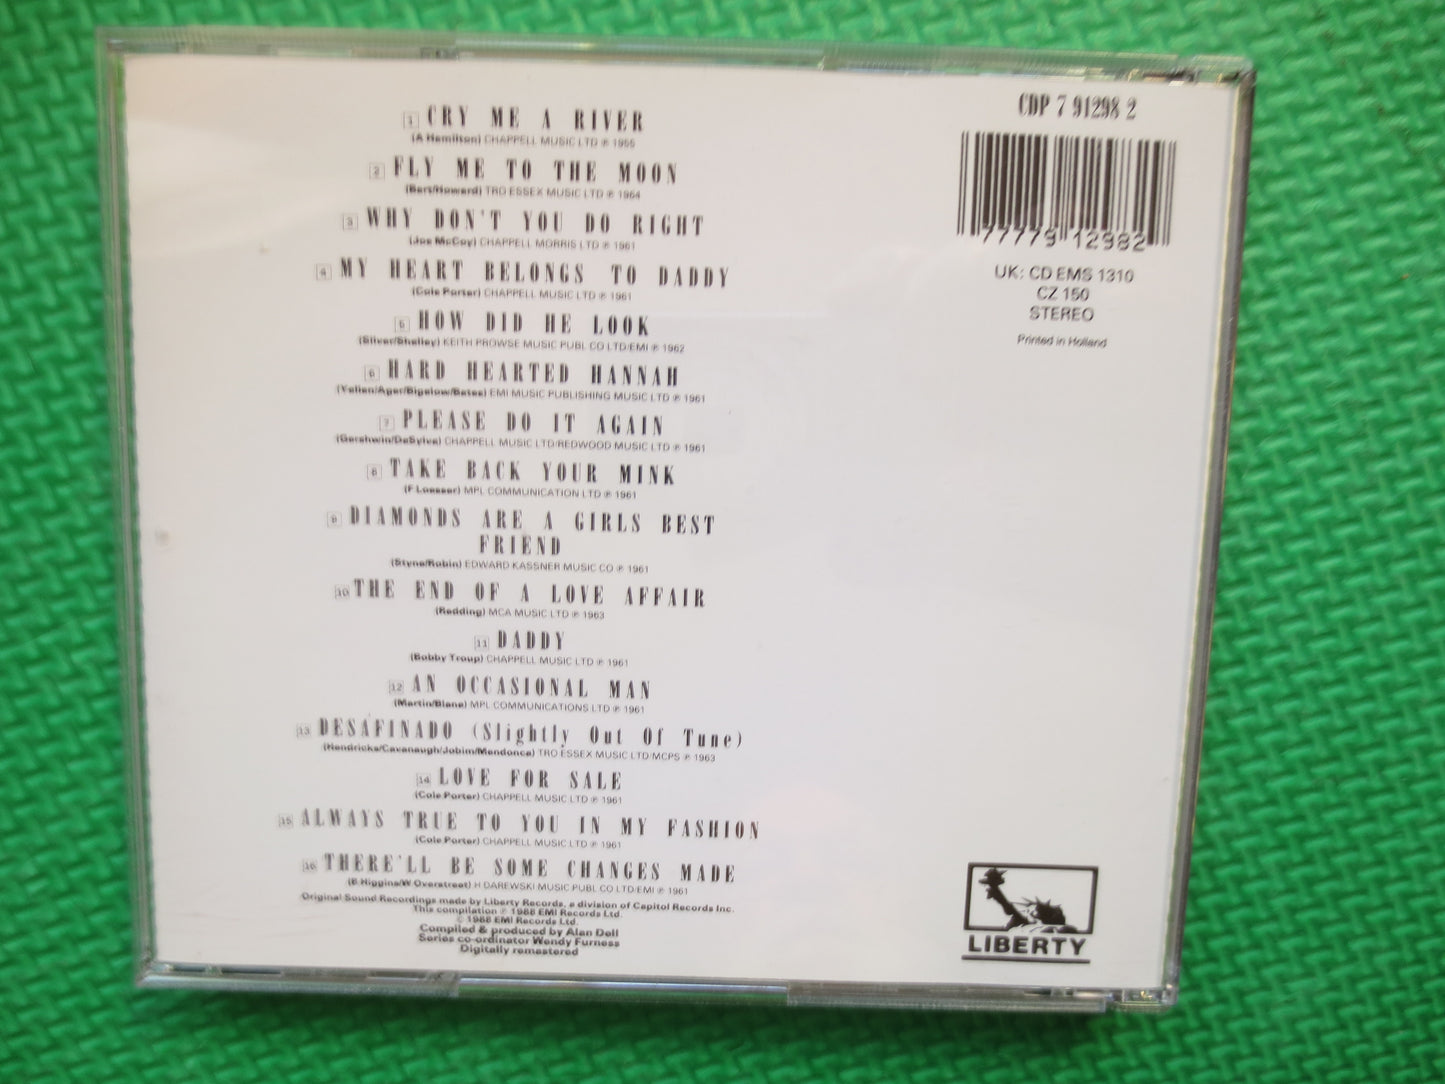 1 CRY ME A RIVER
(A Hamilton) CHAPPELL MUSIC LTD ℗ 1955
2 FLY ME TO THE MOON
(Bart/Howard) TRO ESSEX MUSIC LTD ℗ 1964
3 WHY DON'T YOU DO RIGHT
(Joe McCoy) CHAPPELL MORRIS LTD ℗ 1961
4 MY HEART BELONGS TO DADDY
(Cole Porter) CHAPPELL MUSIC LTD ℗ 1961
5 HOW DID HE LOOK
(Silver/Shelley) KEITH PROWSE MUSIC PUBL CO LTD/EMI ℗ 1962
6 HARD HEARTED HANNAH
(Yellen/Ager/Bigelow/Bates) EMI MUSIC PUBLISHING MUSIC LTD ℗ 1961
7 PLEASE DO IT AGAIN
(Gershwin/DeSylva) CHAPPELL MUSIC LTD/REDWOOD MUSIC LTD ℗ 1961
8 TAKE BACK YOUR MINK
(F Loesser) MPL COMMUNICATION LTD ℗ 1961
9 DIAMONDS ARE A GIRLS BEST
FRIEND
(Styne/Robin) EDWARD KASSNER MUSIC CO ℗ 1961
10 THE END OF A LOVE AFFAIR
(Redding) MCA MUSIC LTD ℗ 1963
11 DADDY
(Bobby Troup) CHAPPELL MUSIC LTD ℗ 1961
12 AN OCCASIONAL MAN
(Martin/Blane) MPL COMMUNICATIONS LTD ℗ 1961
13 DESAFINADO (Slightly Out Of Tune)
(Hendricks/Cavanaugh/Jobim/Mendonca) TRO ESSEX MUSIC LTD/MCPS ℗ 1963
14 LOVE FOR SALE
(Cole Porter) CHAPPELL MUSIC LTD ℗ 1961
15 ALWAYS TRUE TO YOU IN MY FASHION
(Cole Porter) CHAPPELL MUSIC LTD ℗ 1961
16 THERE'LL BE SOME CHANGES MADE
(B Higgins/W Overstreet) H DAREWSKI MUSIC PUBL CO LTD/EMI ℗ 1961
Original Sound Recordings made by Liberty Records, a division of Capitol Records Inc.
This compilation ℗ 1988 EMI Records Ltd.
© 1988 EMI Records Ltd.
Compiled & produced by Alan Dell
Series co-ordinator Wendy Furness
Digitally remastered
CDP 7 91298 2
77779 12982
UK: CD EMS 1310
CZ 150
STEREO
Printed in Holland
LIBERTY